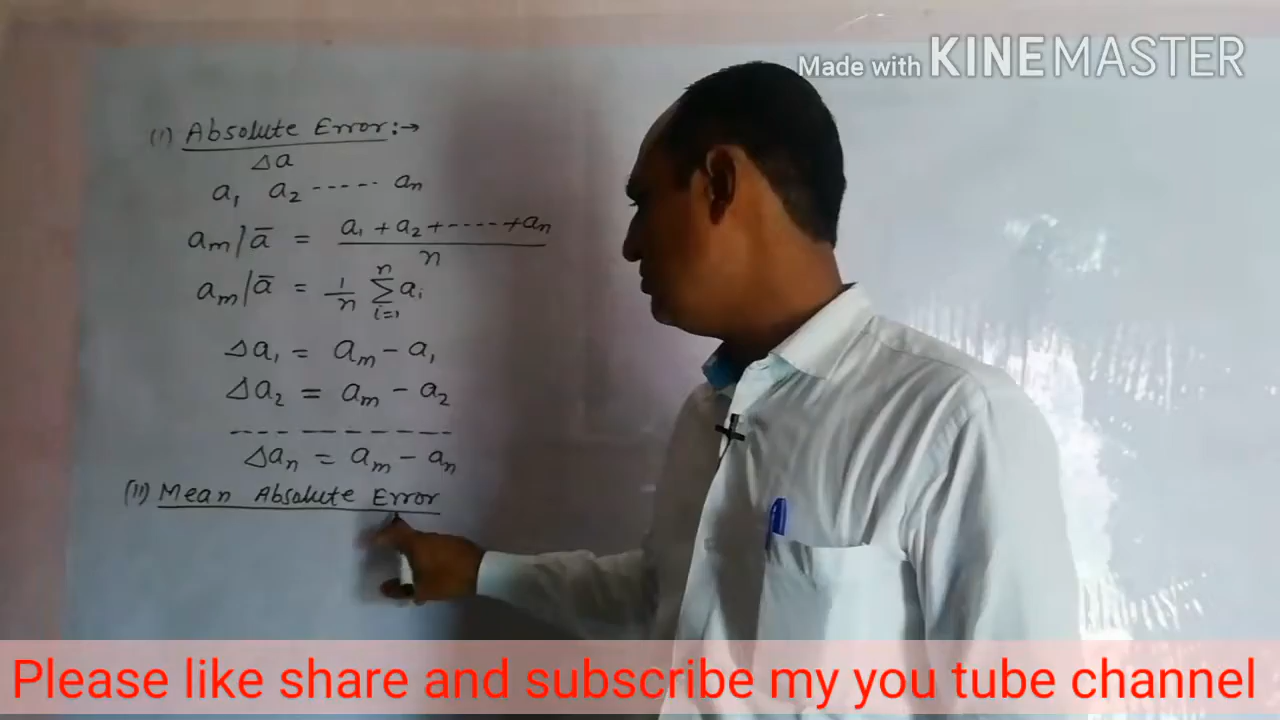 Made with KINEMASTER
(i) Absolute Error:→
Δa
a₁ a₂ ----- aₙ
aₘ/ā = (a₁ + a₂ + ---- + aₙ)/n
aₘ/ā = 1/n Σᵢ₌₁ⁿ aᵢ
Δa₁ = aₘ - a₁
Δa₂ = aₘ - a₂
----------
Δaₙ = aₘ - aₙ
(ii) Mean Absolute Error
Please like share and subscribe my you tube channel